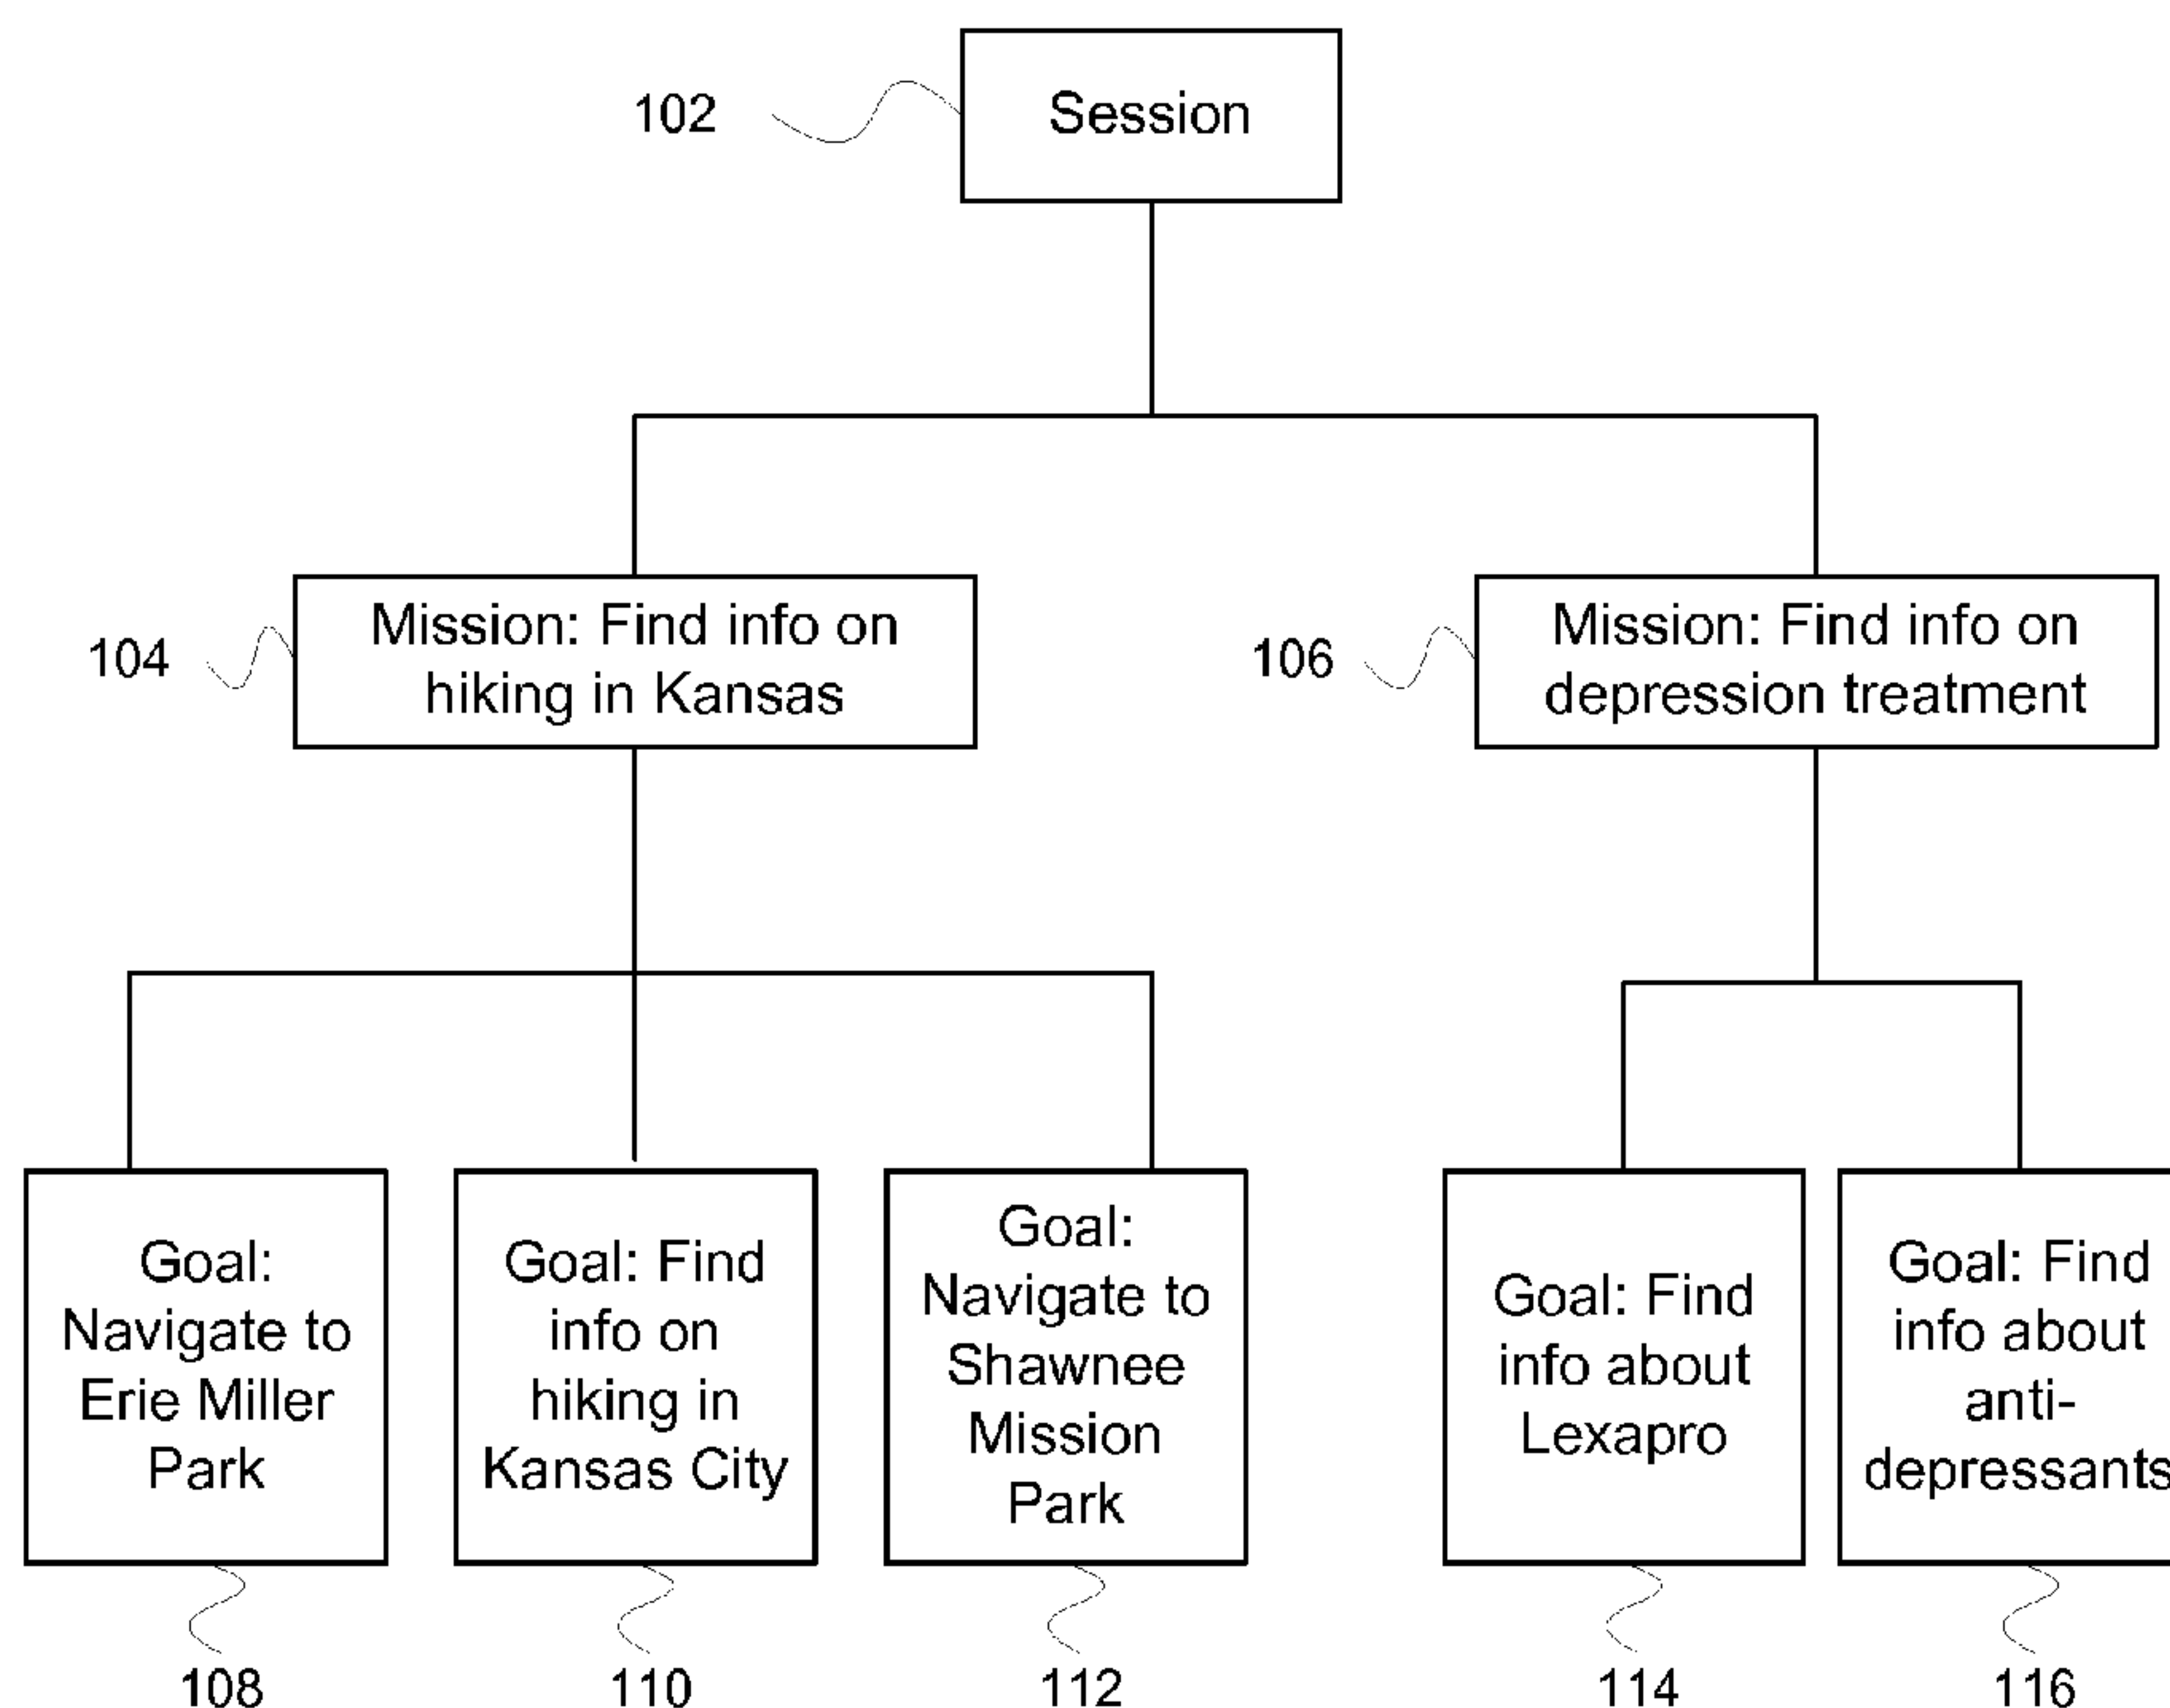 102
Session
104
Mission: Find info on
hiking in Kansas
106
Mission: Find info on
depression treatment
Goal:
Navigate to
Erie Miller
Park
Goal: Find
info on
hiking in
Kansas City
Goal:
Navigate to
Shawnee
Mission
Park
Goal: Find
info about
Lexapro
Goal: Find
info about
anti-
depressants
108
110
112
114
116